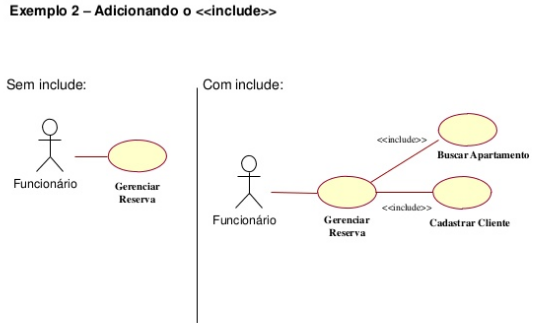 Exemplo 2 – Adicionando o <<include>>
Sem include:
Funcionário
Gerenciar
Reserva
Com include:
Funcionário
Gerenciar
Reserva
<<include>>
Buscar Apartamento
<<include>>
Cadastrar Cliente